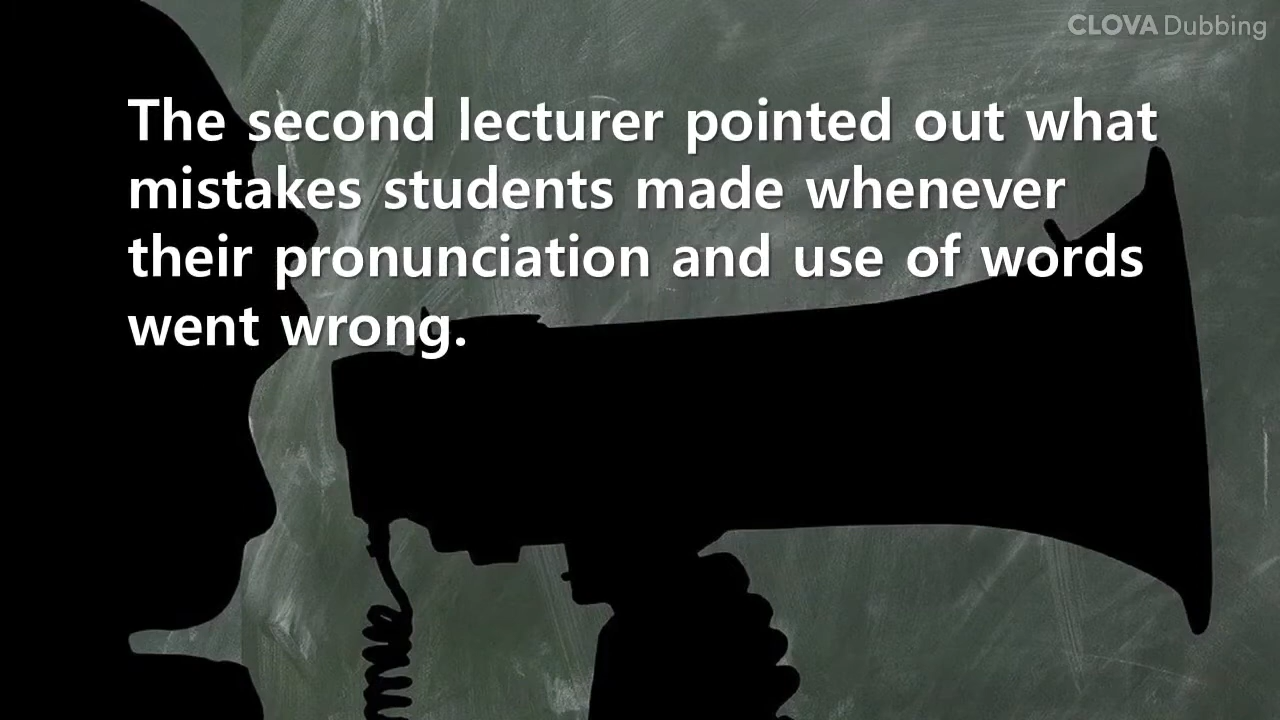 CLOVA Dubbing
The second lecturer pointed out what
mistakes students made whenever
their pronunciation and use of words
went wrong.